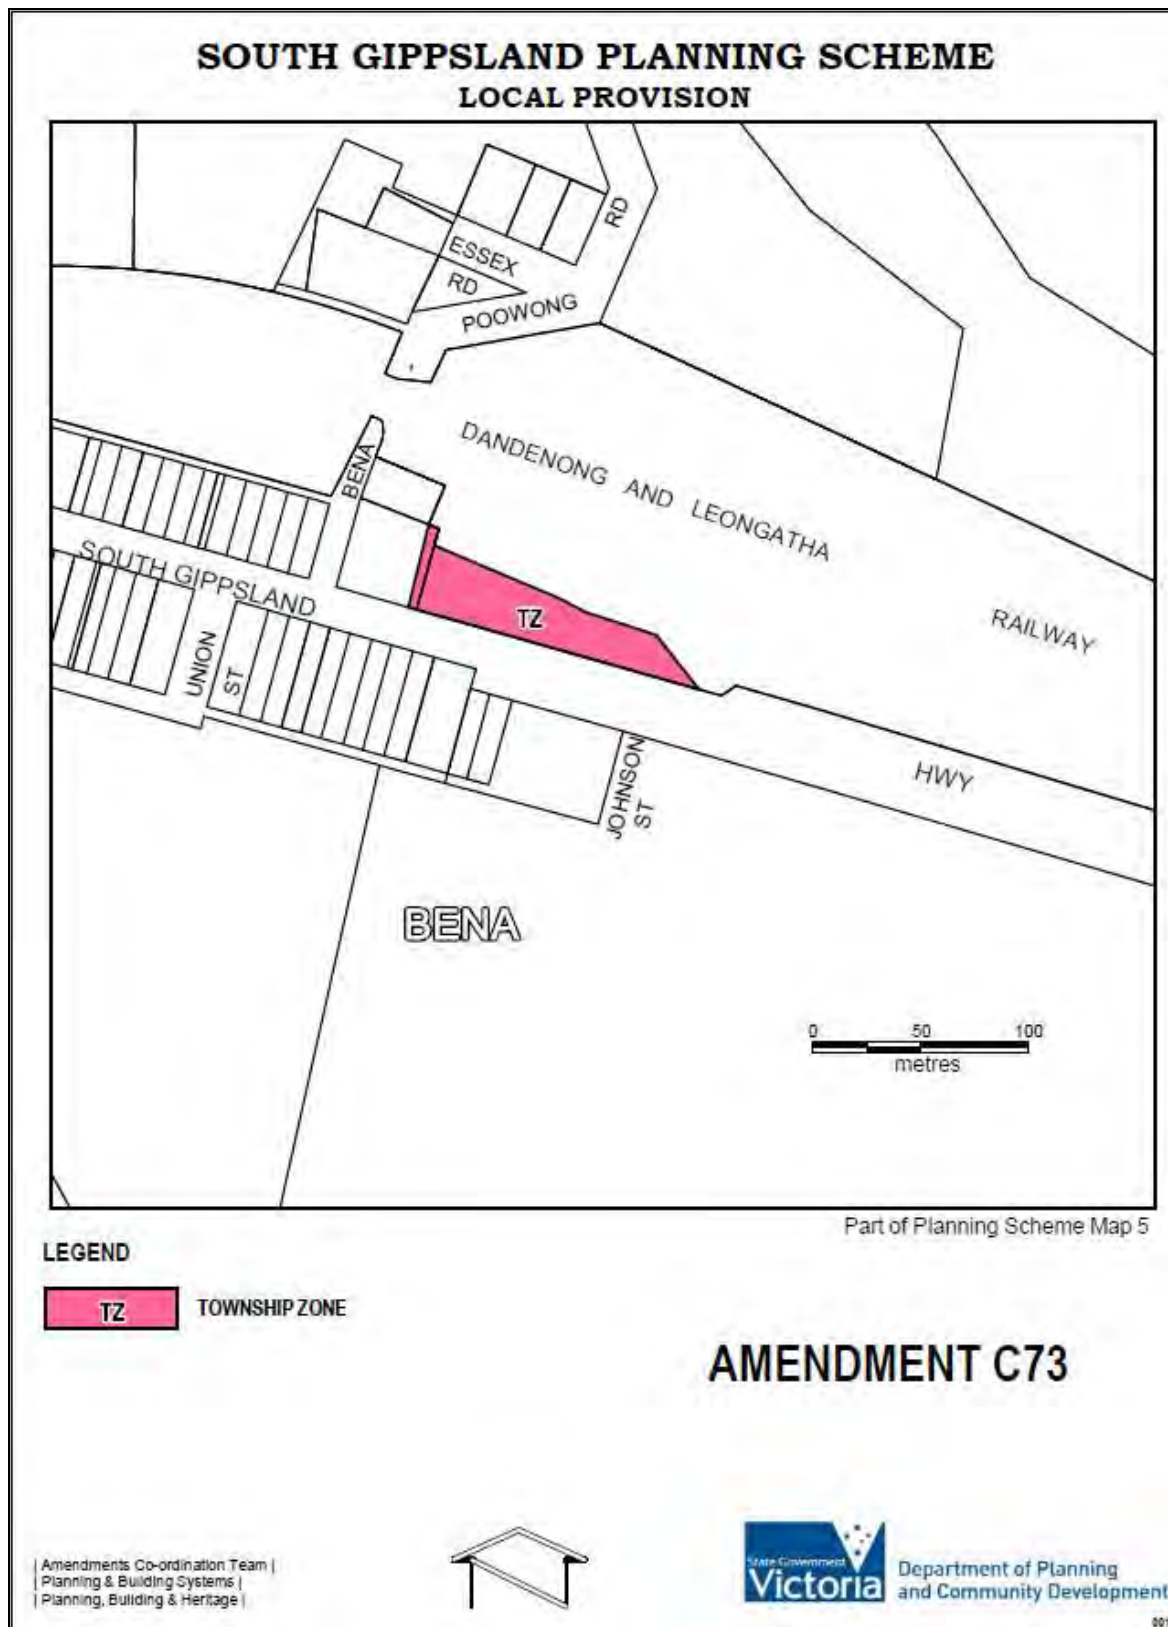 SOUTH GIPPSLAND PLANNING SCHEME
LOCAL PROVISION
ESSEX
RD
RD
POOWONG
DANDENONG AND LEONGATHA
RAILWAY
BENA
SOUTH GIPPSLAND
TZ
UNION
ST
JOHNSON
ST
HWY
BENA
0 50 100
metres
Part of Planning Scheme Map 5
LEGEND
TZ TOWNSHIP ZONE
AMENDMENT C73
| Amendments Co-ordination Team |
| Planning & Building Systems |
| Planning, Building & Heritage |
State Government
Victoria
Department of Planning
and Community Development
001